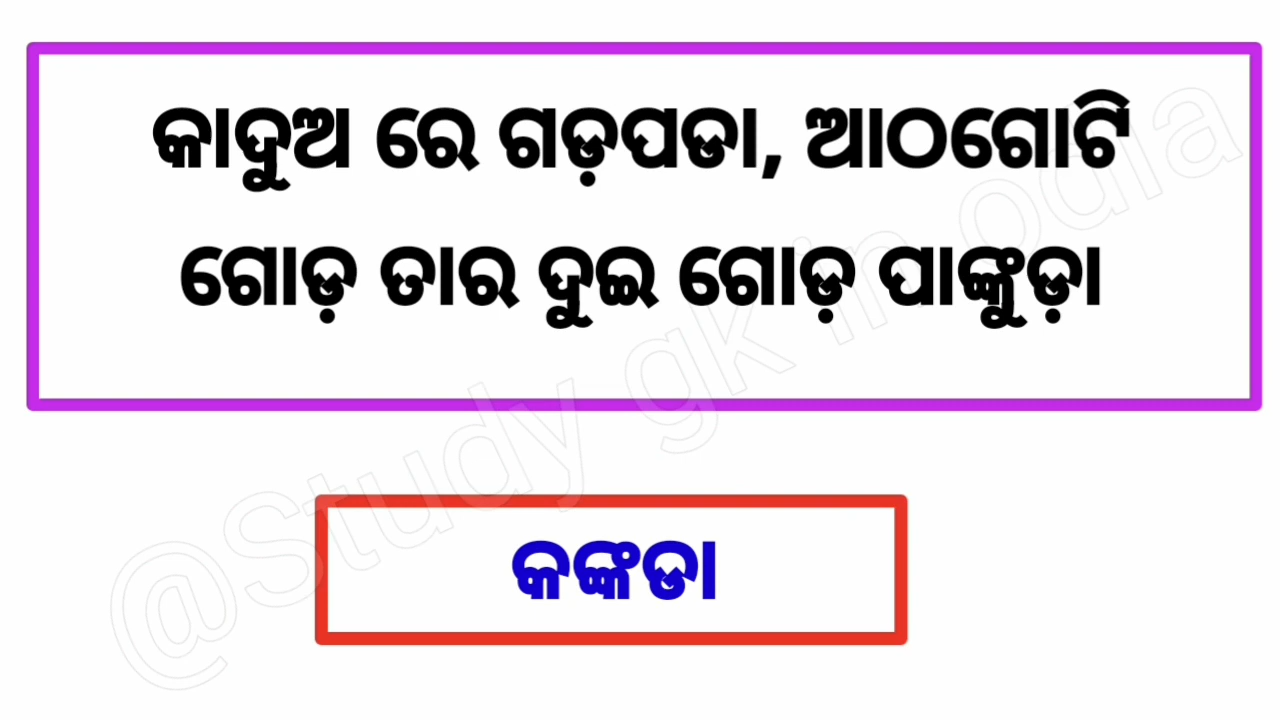 କାଦୁଅ ରେ ଗଡ଼ପଡା, ଆଠଗୋଟି
ଗୋଡ଼ ତାର ଦୁଇ ଗୋଡ଼ ପାଙ୍କୁଡ଼ା
କଙ୍କଡା
@Study gk in odia